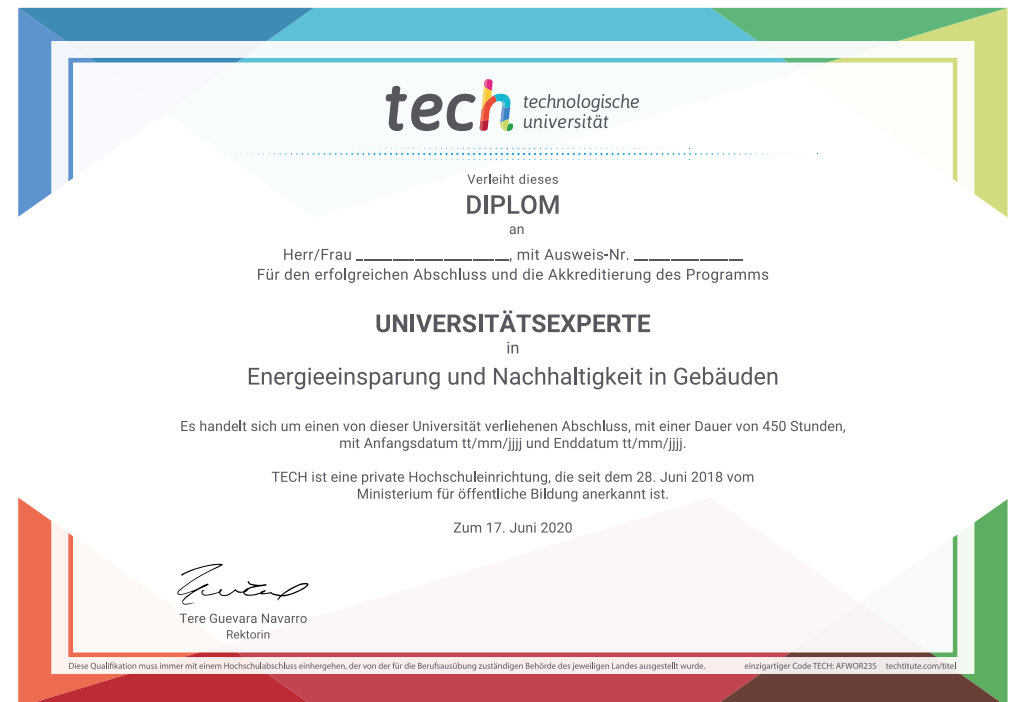 tech technologische
universität
Verleiht dieses
DIPLOM
an
Herr/Frau _____________________, mit Ausweis-Nr. _______________
Für den erfolgreichen Abschluss und die Akkreditierung des Programms
UNIVERSITÄTSEXPERTE
in
Energieeinsparung und Nachhaltigkeit in Gebäuden
Es handelt sich um einen von dieser Universität verliehenen Abschluss, mit einer Dauer von 450 Stunden,
mit Anfangsdatum tt/mm/jjjj und Enddatum tt/mm/jjjj.
TECH ist eine private Hochschuleinrichtung, die seit dem 28. Juni 2018 vom
Ministerium für öffentliche Bildung anerkannt ist.
Zum 17. Juni 2020
Tere Guevara Navarro
Rektorin
Diese Qualifikation muss immer mit einem Hochschulabschluss einhergehen, der von der für die Berufsausübung zuständigen Behörde des jeweiligen Landes ausgestellt wurde. einzigartiger Code TECH: AFWOR235 techtitute.com/titel